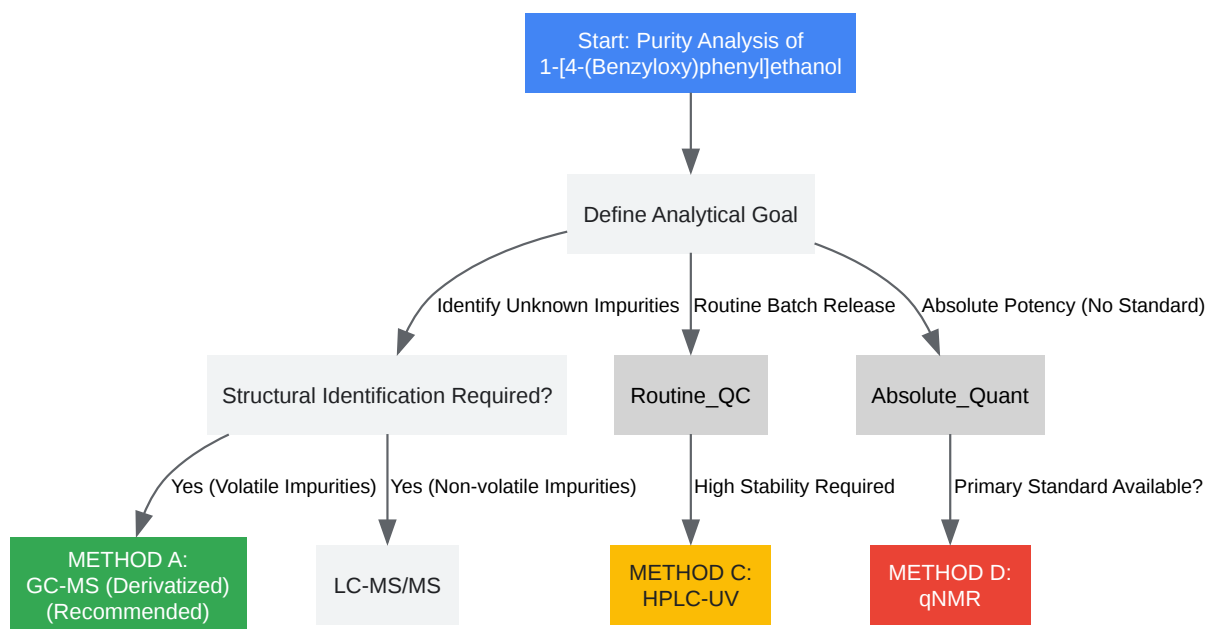 Start: Purity Analysis of
1-[4-(Benzyloxy)phenyl]ethanol
Define Analytical Goal
Identify Unknown Impurities
Routine Batch Release
Absolute Potency (No Standard)
Structural Identification Required?
Routine_QC
Absolute_Quant
Yes (Volatile Impurities)
Yes (Non-volatile Impurities)
High Stability Required
Primary Standard Available?
METHOD A:
GC-MS (Derivatized)
(Recommended)
LC-MS/MS
METHOD C:
HPLC-UV
METHOD D:
qNMR